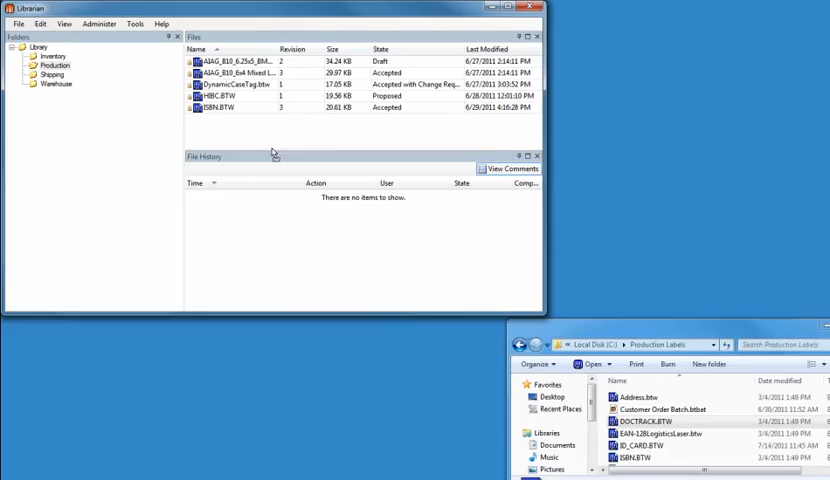 Librarian
File Edit View Administer Tools Help
Folders
Library
Inventory
Production
Shipping
Warehouse
Files
Name Revision Size State Last Modified
AIAG_B10_6.25x5_BM... 2 34.24 KB Draft 6/27/2011 2:14:11 PM
AIAG_B10_6x4 Mixed L... 3 29.97 KB Accepted 6/27/2011 2:14:11 PM
DynamicCaseTag.btw 1 17.05 KB Accepted with Change Req... 6/27/2011 3:03:52 PM
HIBC.BTW 1 19.56 KB Proposed 6/28/2011 12:01:10 PM
ISBN.BTW 3 20.61 KB Accepted 6/29/2011 4:16:28 PM
File History
View Comments
Time Action User State Comp...
There are no items to show.
« Local Disk (C:) Production Labels Search Production Labels
Organize Open Print Burn New folder
Favorites
Desktop
Recent Places
Libraries
Documents
Music
Pictures
Name Date modified
Address.btw 3/4/2011 1:49 PM
Customer Order Batch.btbat 6/30/2011 11:52 AM
DOCTRACK.BTW 3/4/2011 1:49 PM
EAN-128LogisticsLaser.btw 3/4/2011 1:49 PM
ID_CARD.BTW 7/14/2011 11:45 AM
ISBN.BTW 3/4/2011 1:49 PM